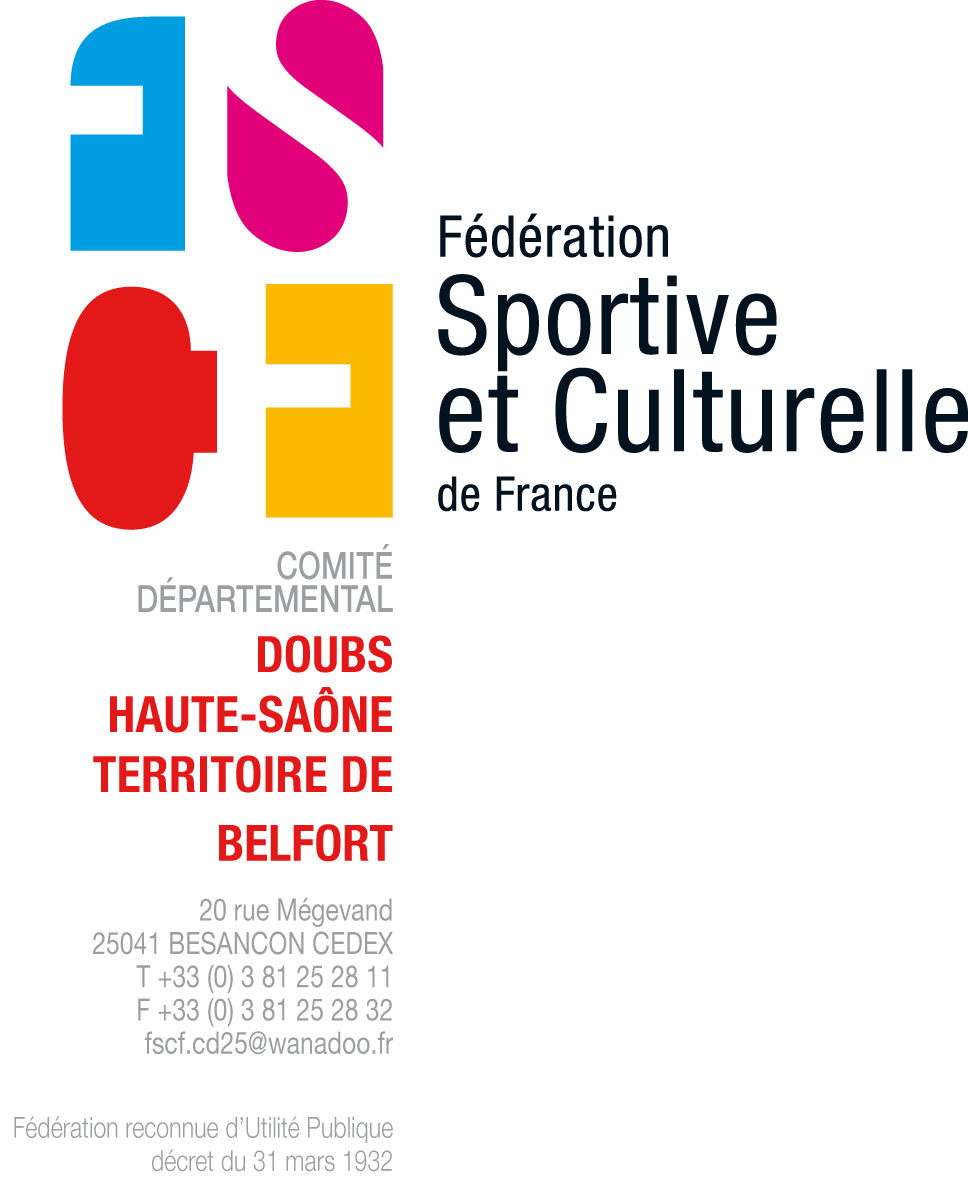 FS
CF
Fédération
Sportive
et Culturelle
de France
COMITÉ
DÉPARTEMENTAL
DOUBS
HAUTE-SAÔNE
TERRITOIRE DE
BELFORT
20 rue Mégevand
25041 BESANCON CEDEX
T +33 (0) 3 81 25 28 11
F +33 (0) 3 81 25 28 32
fscf.cd25@wanadoo.fr
Fédération reconnue d’Utilité Publique
décret du 31 mars 1932